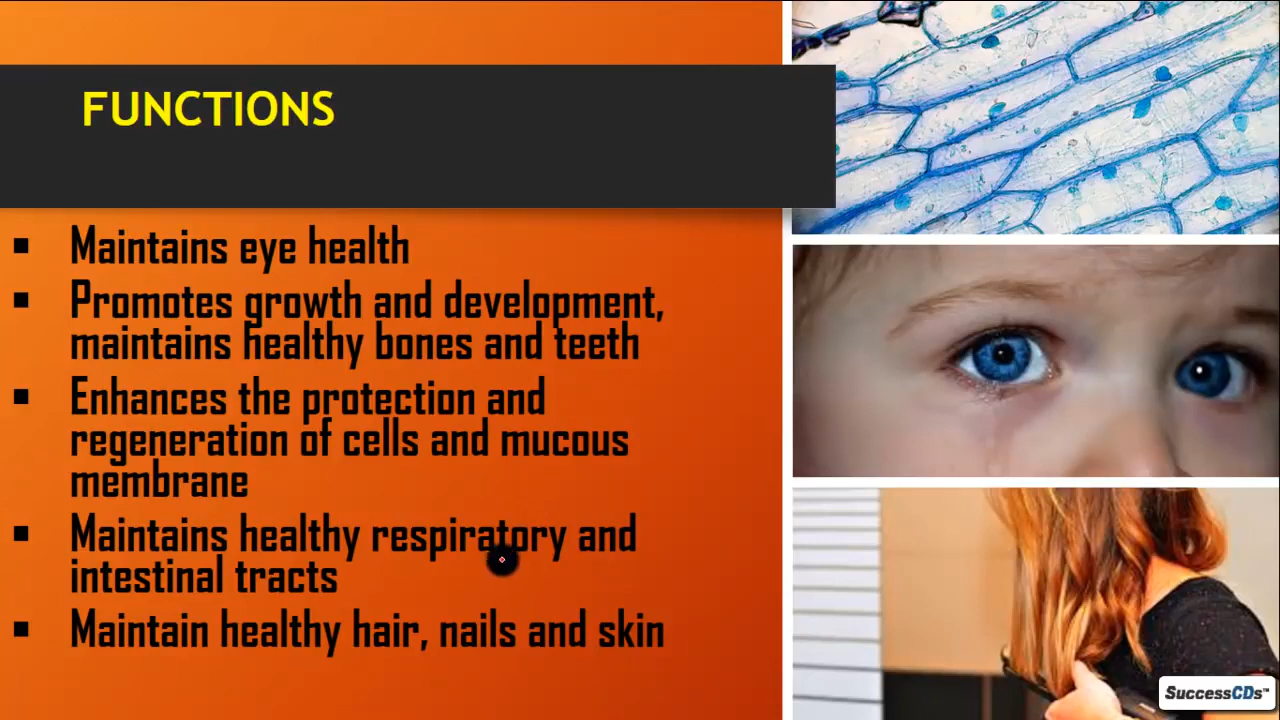 FUNCTIONS
▪ Maintains eye health
▪ Promotes growth and development,
maintains healthy bones and teeth
▪ Enhances the protection and
regeneration of cells and mucous
membrane
▪ Maintains healthy respiratory and
intestinal tracts
▪ Maintain healthy hair, nails and skin
SuccessCDs™